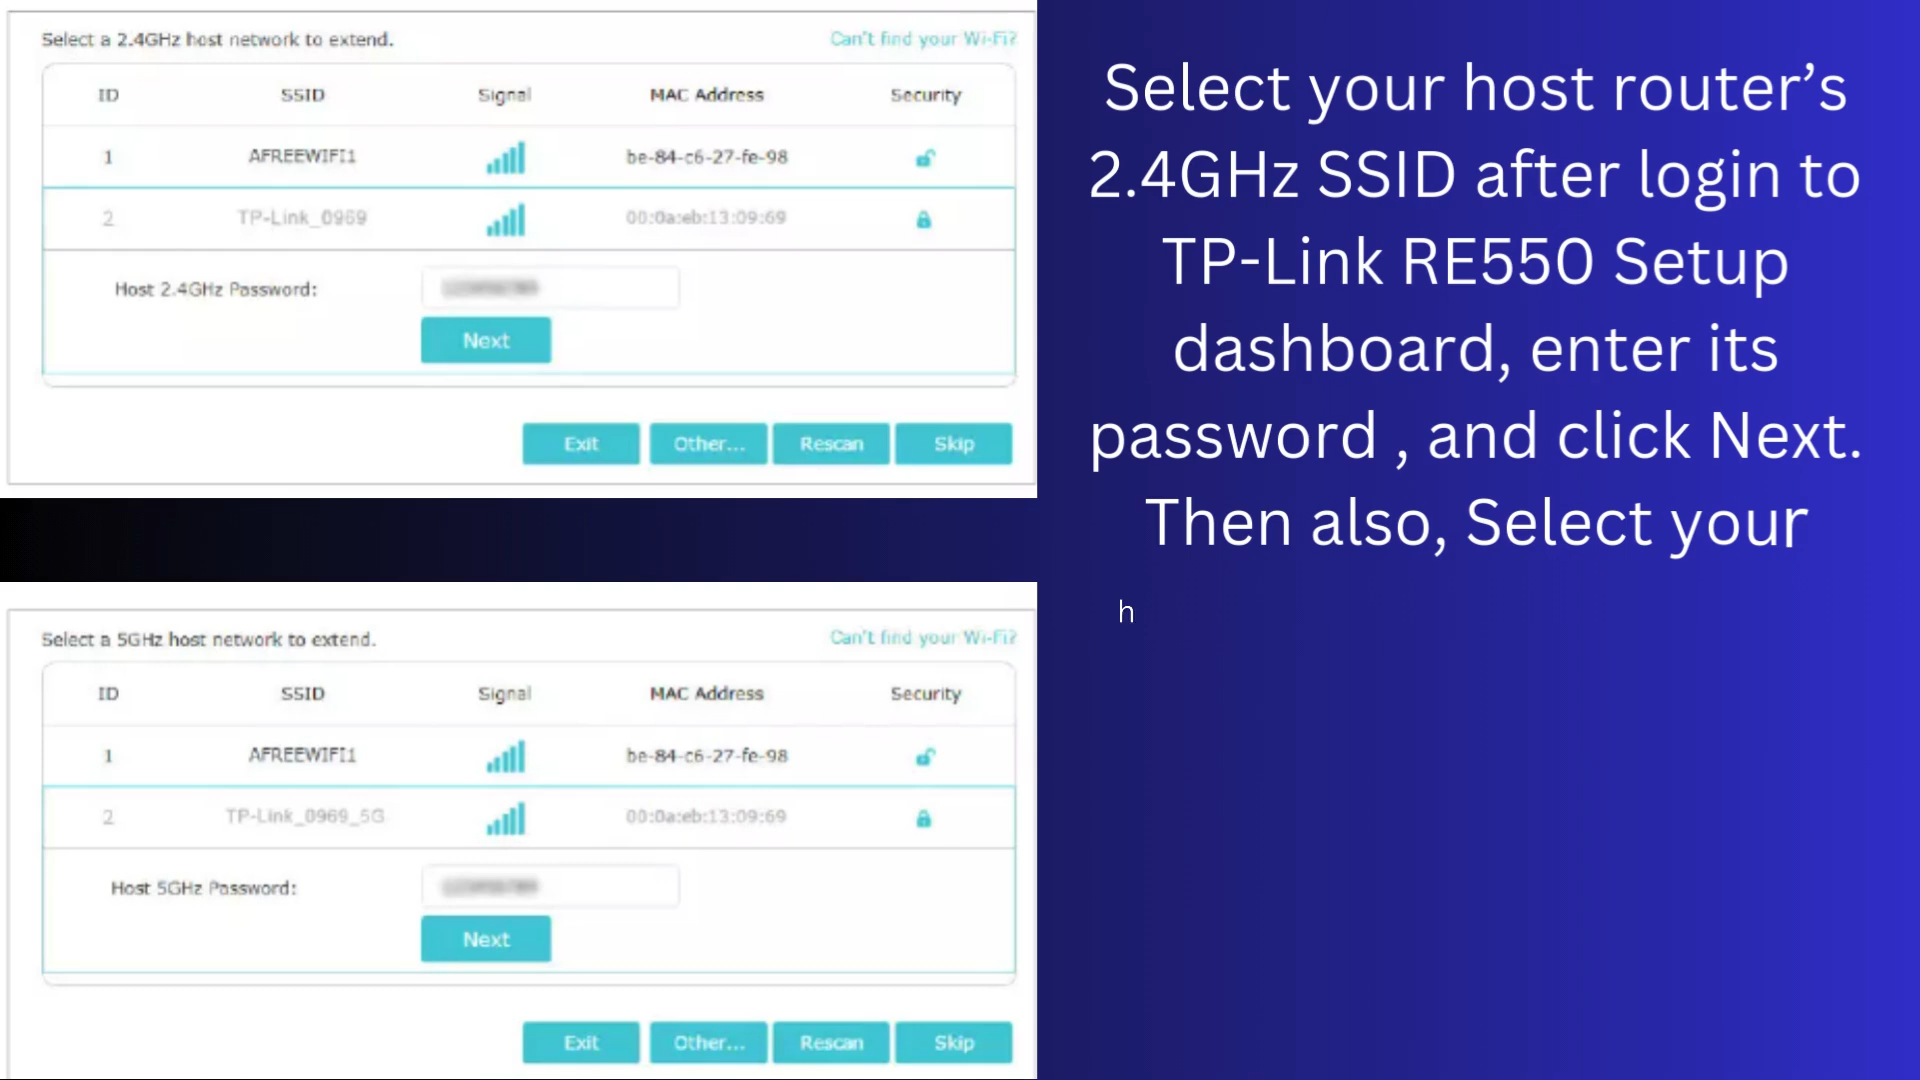 Select a 2.4GHz host network to extend.
Can't find your Wi-Fi?
ID SSID Signal MAC Address Security
1 AFREEWIFI1 be-84-c6-27-fe-98
2 TP-Link_0969 00:0a:eb:13:09:69
Host 2.4GHz Password:
Next
Exit Other... Rescan Skip
Select a 5GHz host network to extend.
Can't find your Wi-Fi?
ID SSID Signal MAC Address Security
1 AFREEWIFI1 be-84-c6-27-fe-98
2 TP-Link_0969_5G 00:0a:eb:13:09:69
Host 5GHz Password:
Next
Exit Other... Rescan Skip
Select your host router’s
2.4GHz SSID after login to
TP-Link RE550 Setup
dashboard, enter its
password , and click Next.
Then also, Select your
h